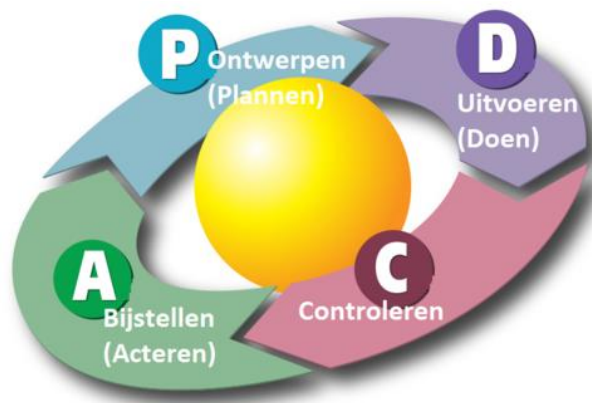 P
Ontwerpen
(Plannen)
D
Uitvoeren
(Doen)
C
Controleren
A
Bijstellen
(Acteren)